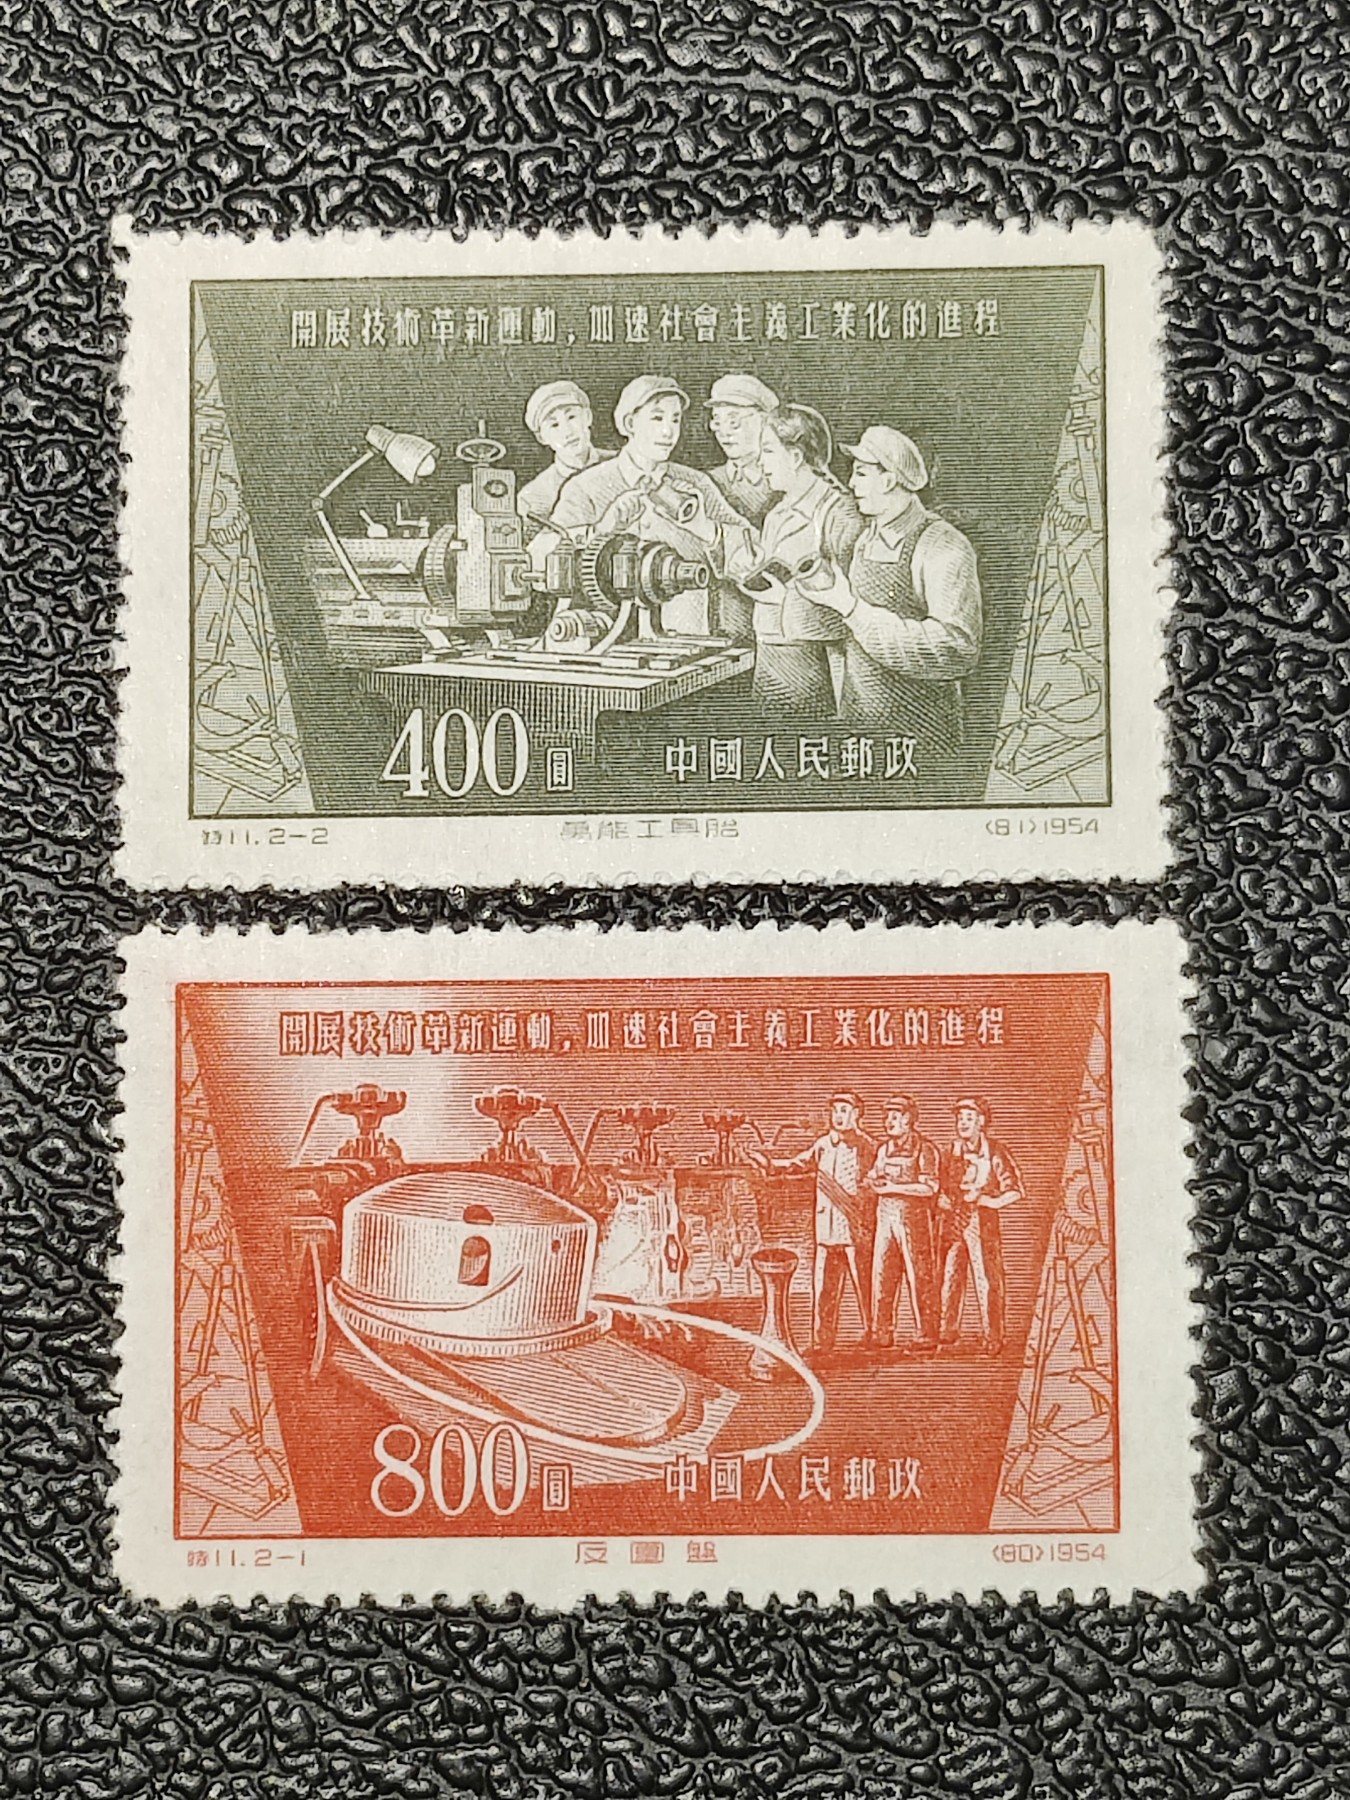 開展技術革新運動，加速社會主義工業化的進程
400圓 中國人民郵政
特11.2-2 萬能工具胎 (81)1954
開展技術革新運動，加速社會主義工業化的進程
800圓 中國人民郵政
特11.2-1 反圍盤 (80)1954